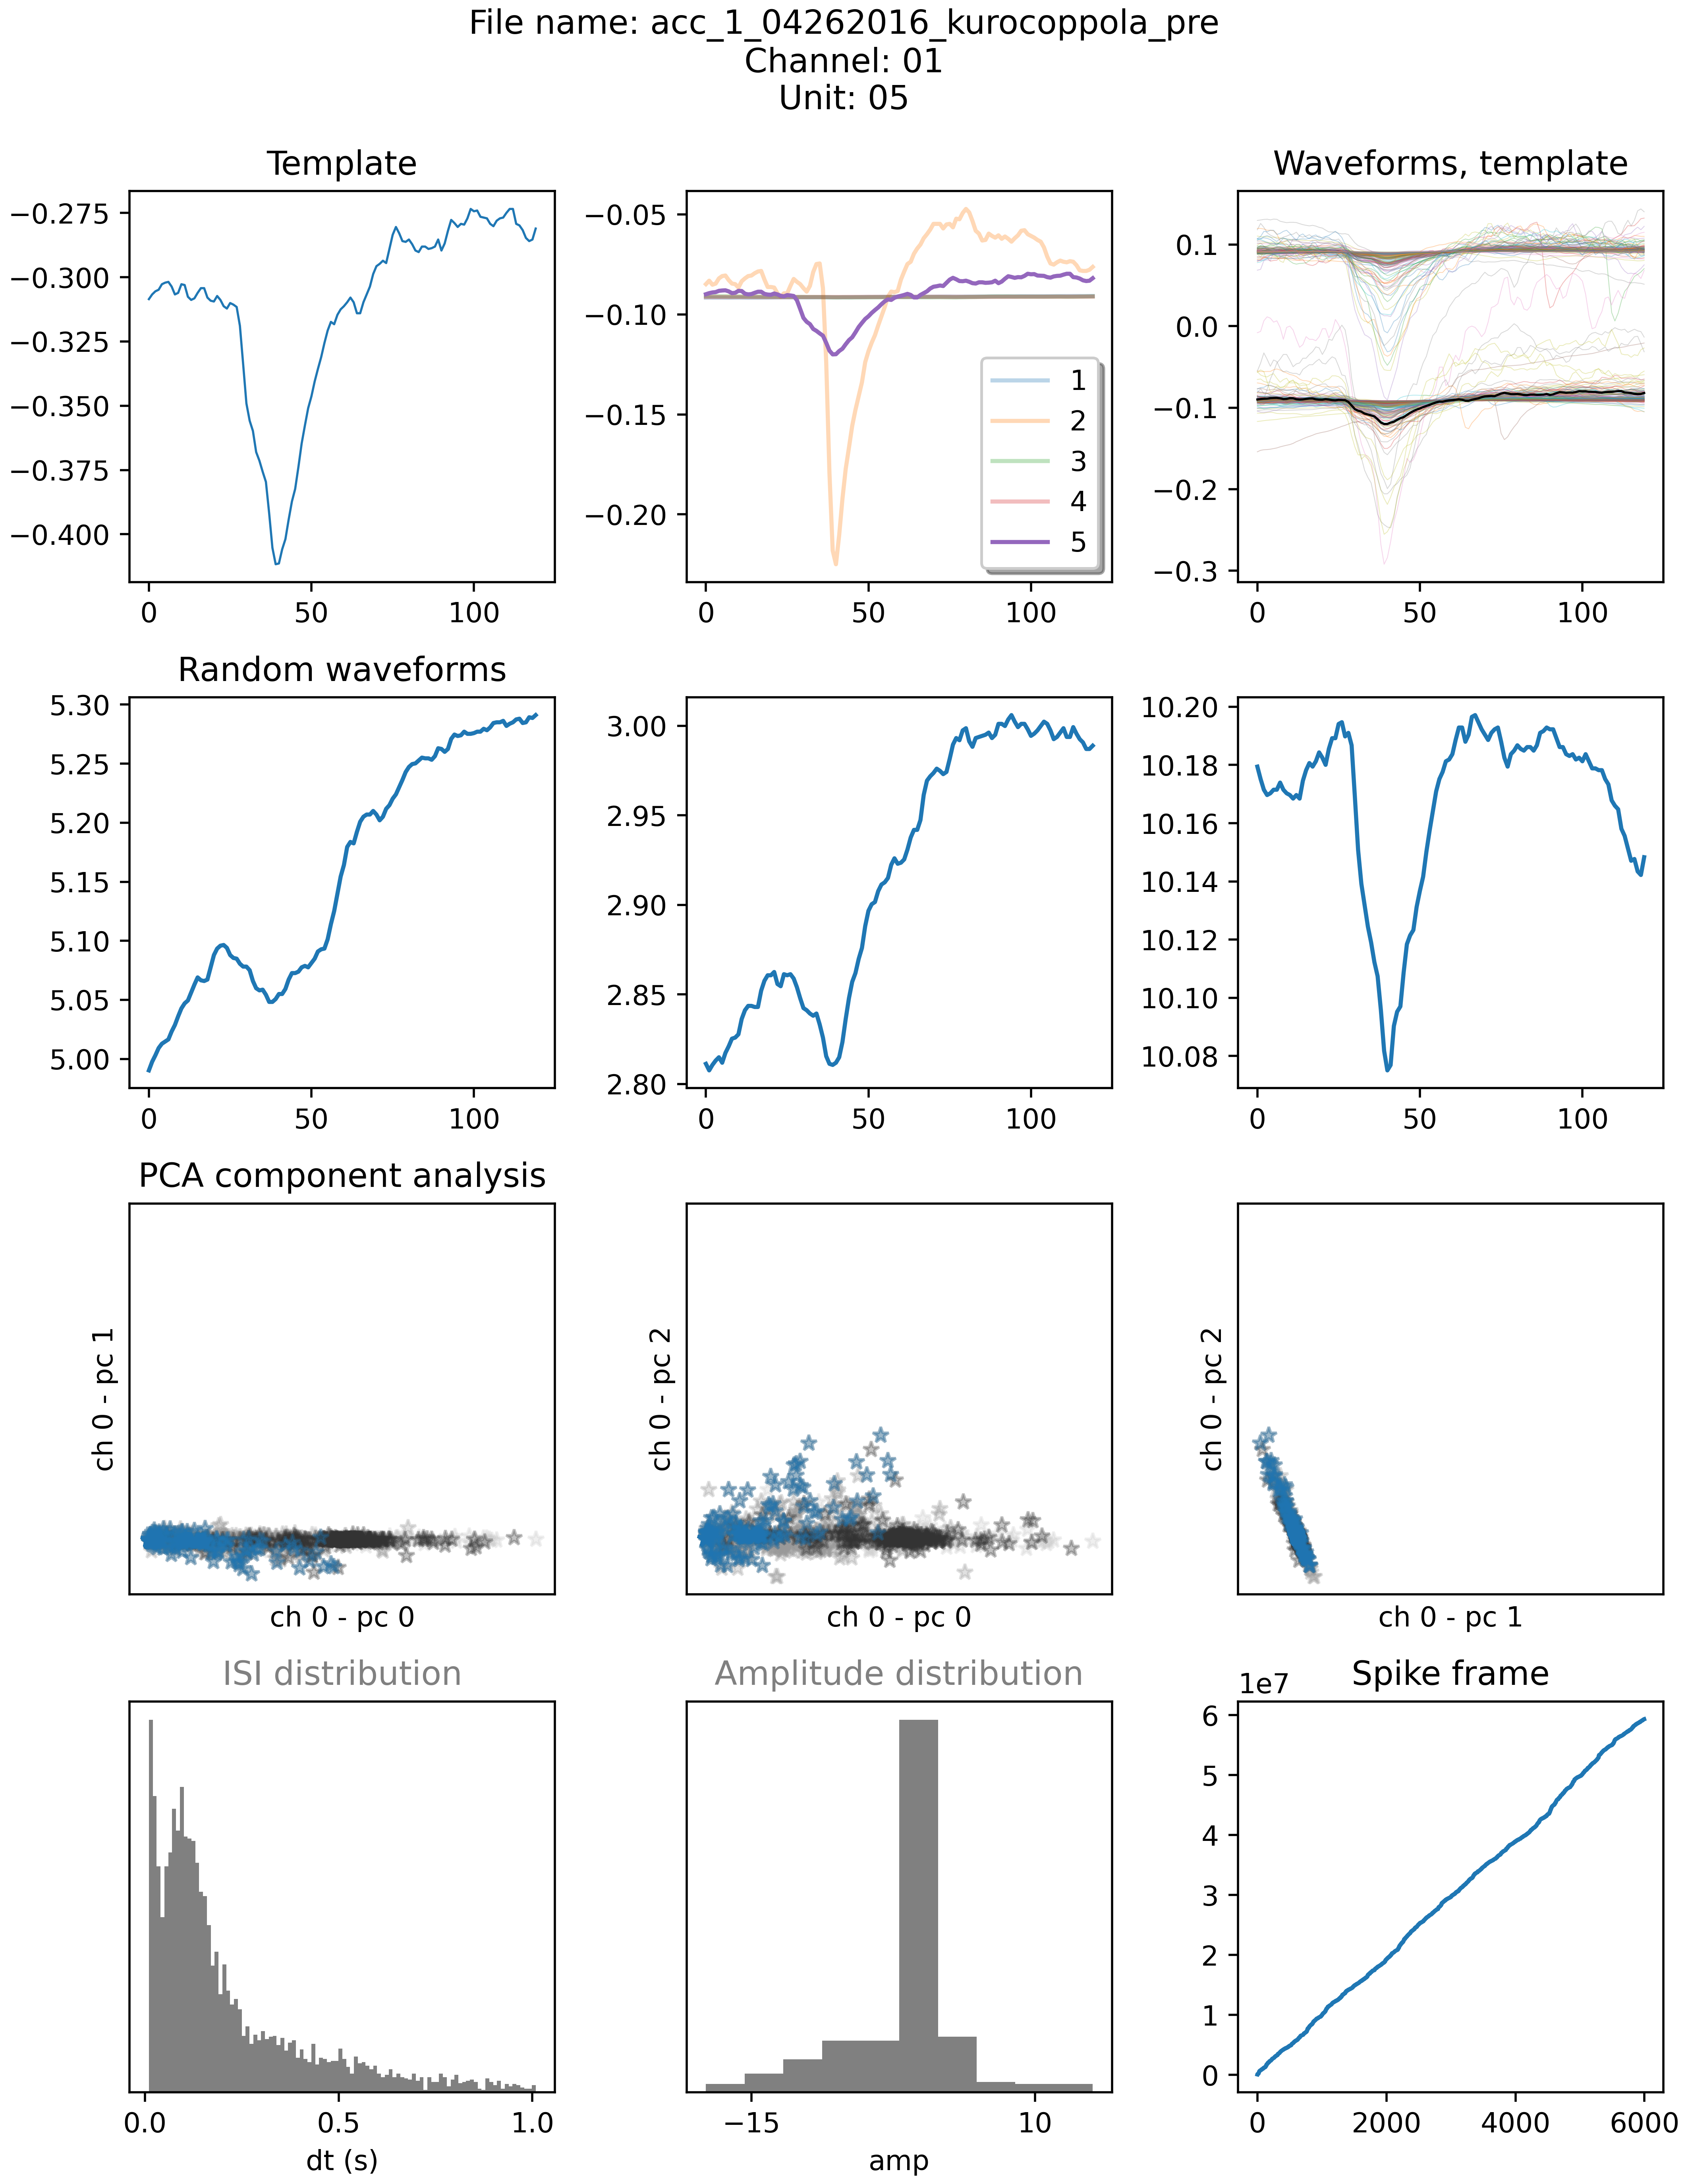 File name: acc_1_04262016_kurocoppola_pre
Channel: 01
Unit: 05
Template
Waveforms, template
−0.275
−0.300
−0.325
−0.350
−0.375
−0.400
0 50 100
−0.05
−0.10
−0.15
−0.20
1
2
3
4
5
0 50 100
0.1
0.0
−0.1
−0.2
−0.3
0 50 100
Random waveforms
5.30
5.25
5.20
5.15
5.10
5.05
5.00
0 50 100
3.00
2.95
2.90
2.85
2.80
0 50 100
10.20
10.18
10.16
10.14
10.12
10.10
10.08
0 50 100
PCA component analysis
ch 0 - pc 1
ch 0 - pc 0
ch 0 - pc 2
ch 0 - pc 0
ch 0 - pc 2
ch 0 - pc 1
ISI distribution
0.0 0.5 1.0
dt (s)
Amplitude distribution
−15 10
amp
Spike frame
1e7
6
5
4
3
2
1
0
0 2000 4000 6000